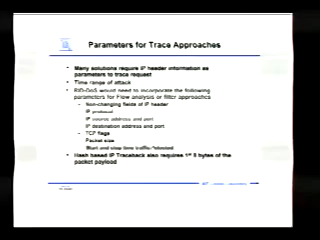 Parameters for Trace Approaches
Many solutions require IP header information as
parameters to trace request
Time range of attack
RID-DoS would need to incorporate the following
parameters for Flow analysis or filter approaches
Non-changing fields of IP header
IP protocol
IP source address and port
IP destination address and port
TCP flags
Packet size
Start and stop time traffic
Hash based IP Traceback also requires 1st 8 bytes of the
packet payload